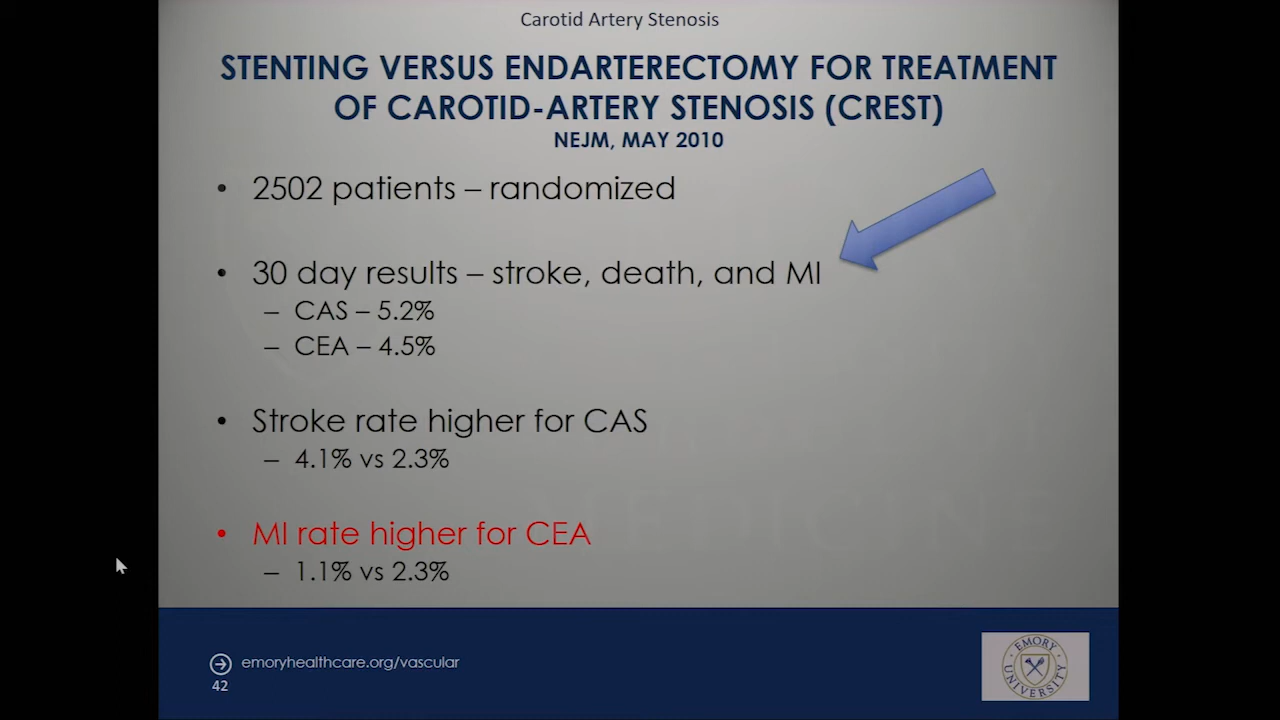 Carotid Artery Stenosis
STENTING VERSUS ENDARTERECTOMY FOR TREATMENT
OF CAROTID-ARTERY STENOSIS (CREST)
NEJM, MAY 2010
• 2502 patients – randomized
• 30 day results – stroke, death, and MI
– CAS – 5.2%
– CEA – 4.5%
• Stroke rate higher for CAS
– 4.1% vs 2.3%
• MI rate higher for CEA
– 1.1% vs 2.3%
emoryhealthcare.org/vascular
42
EMORY
UNIVERSITY